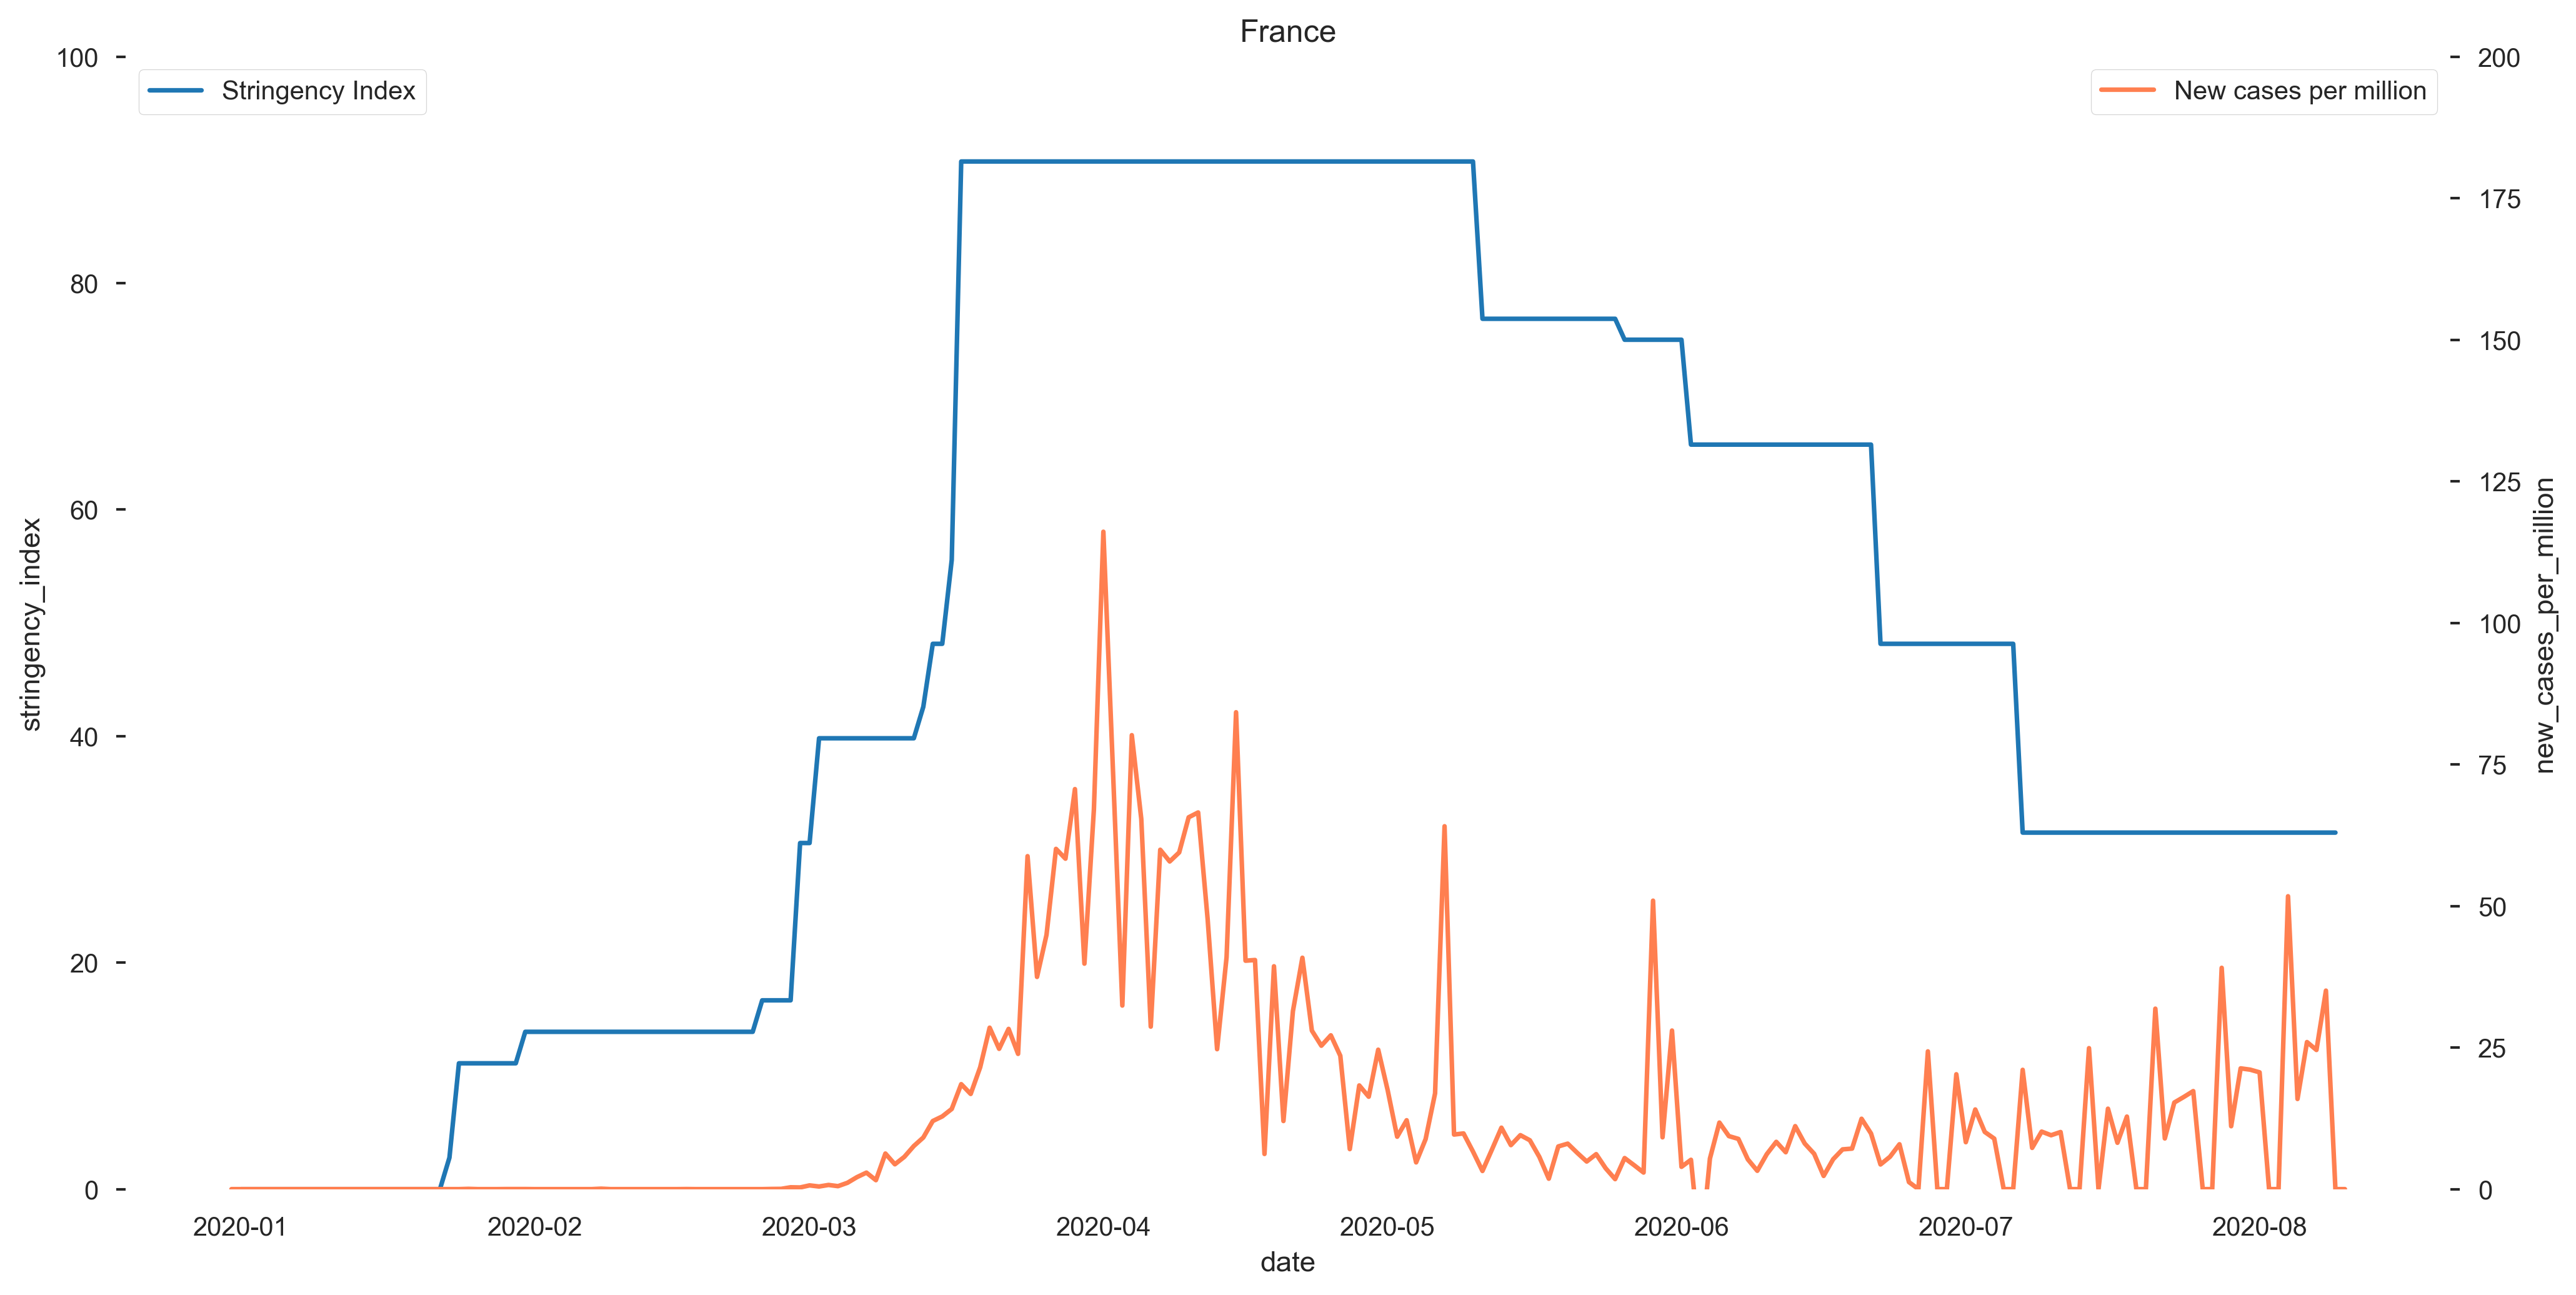 France
Stringency Index
New cases per million
100
80
60
40
20
0
stringency_index
200
175
150
125
100
75
50
25
0
new_cases_per_million
2020-01 2020-02 2020-03 2020-04 2020-05 2020-06 2020-07 2020-08
date